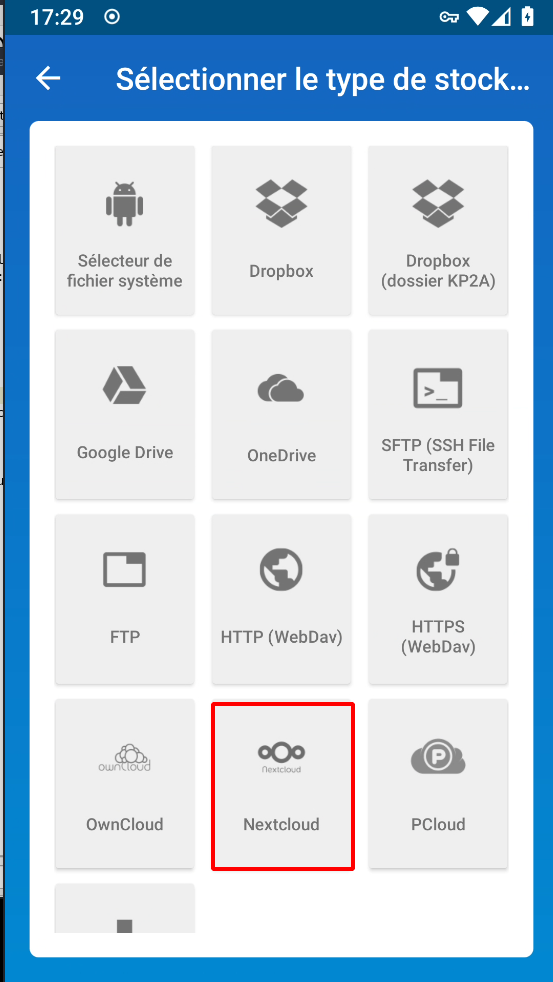 17:29
Sélectionner le type de stock...
Sélecteur de
fichier système
Dropbox
Dropbox
(dossier KP2A)
Google Drive
OneDrive
SFTP (SSH File
Transfer)
>_
FTP
HTTP (WebDav)
HTTPS
(WebDav)
ownCloud
OwnCloud
Nextcloud
Nextcloud
P
PCloud